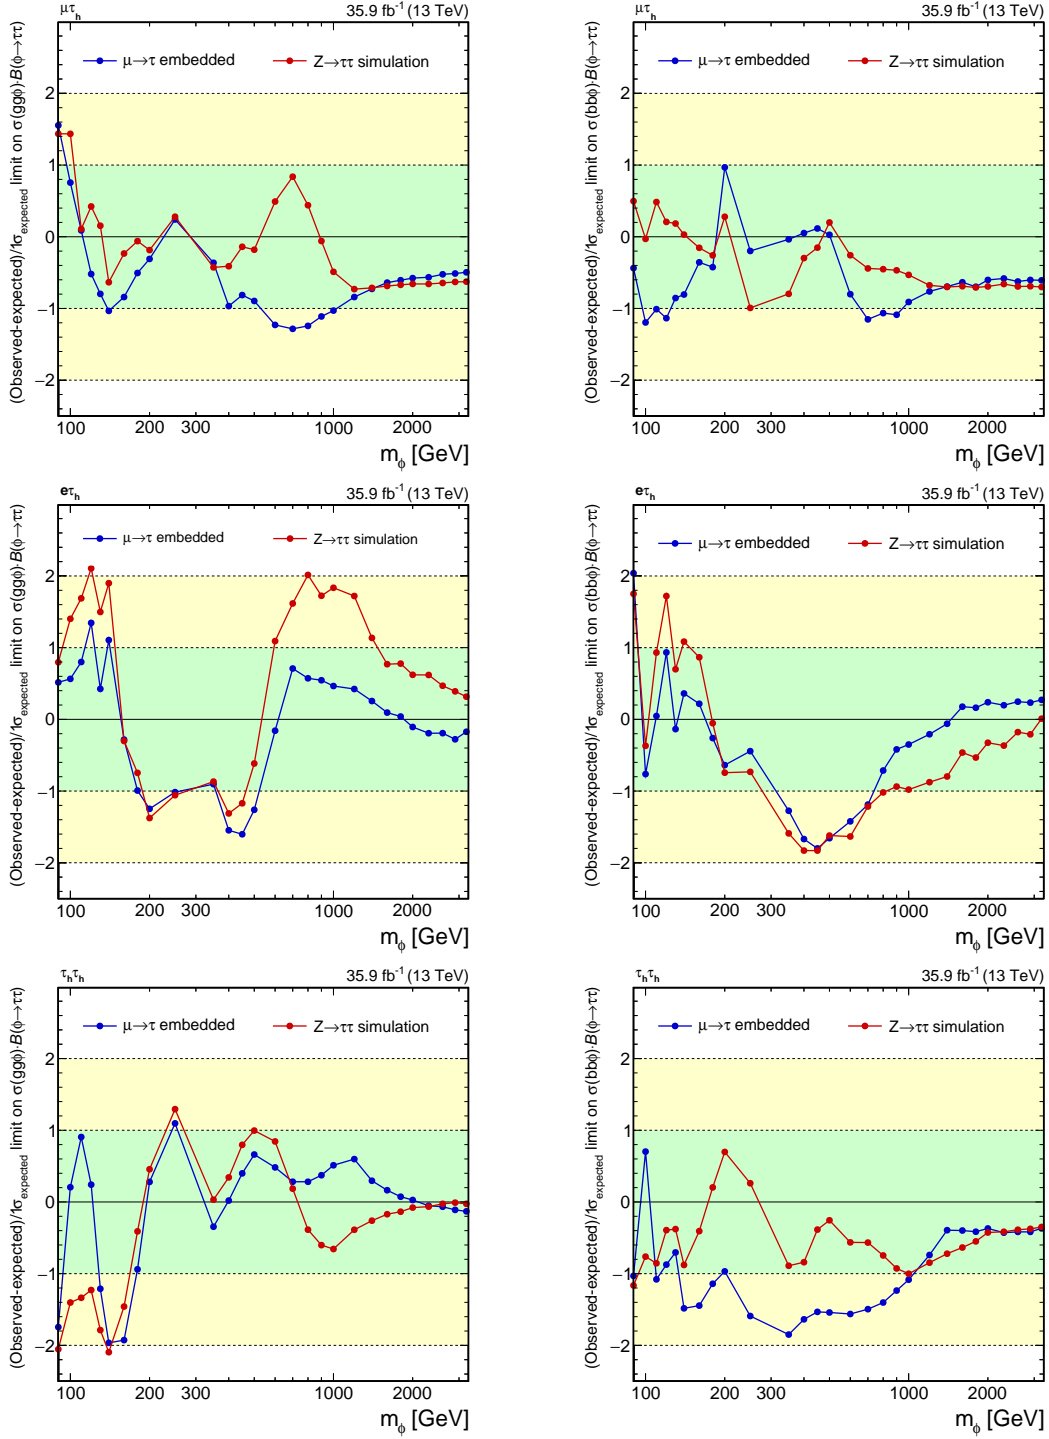 μτh 35.9 fb⁻¹ (13 TeV)
(Observed-expected)/1σexpected limit on σ(ggϕ)·B(ϕ→ττ)
μ→τ embedded Z→ττ simulation
2
1
0
−1
−2
100 200 300 1000 2000
mϕ [GeV]
μτh 35.9 fb⁻¹ (13 TeV)
(Observed-expected)/1σexpected limit on σ(bbϕ)·B(ϕ→ττ)
μ→τ embedded Z→ττ simulation
2
1
0
−1
−2
100 200 300 1000 2000
mϕ [GeV]
eτh 35.9 fb⁻¹ (13 TeV)
(Observed-expected)/1σexpected limit on σ(ggϕ)·B(ϕ→ττ)
μ→τ embedded Z→ττ simulation
2
1
0
−1
−2
100 200 300 1000 2000
mϕ [GeV]
eτh 35.9 fb⁻¹ (13 TeV)
(Observed-expected)/1σexpected limit on σ(bbϕ)·B(ϕ→ττ)
μ→τ embedded Z→ττ simulation
2
1
0
−1
−2
100 200 300 1000 2000
mϕ [GeV]
τhτh 35.9 fb⁻¹ (13 TeV)
(Observed-expected)/1σexpected limit on σ(ggϕ)·B(ϕ→ττ)
μ→τ embedded Z→ττ simulation
2
1
0
−1
−2
100 200 300 1000 2000
mϕ [GeV]
τhτh 35.9 fb⁻¹ (13 TeV)
(Observed-expected)/1σexpected limit on σ(bbϕ)·B(ϕ→ττ)
μ→τ embedded Z→ττ simulation
2
1
0
−1
−2
100 200 300 1000 2000
mϕ [GeV]